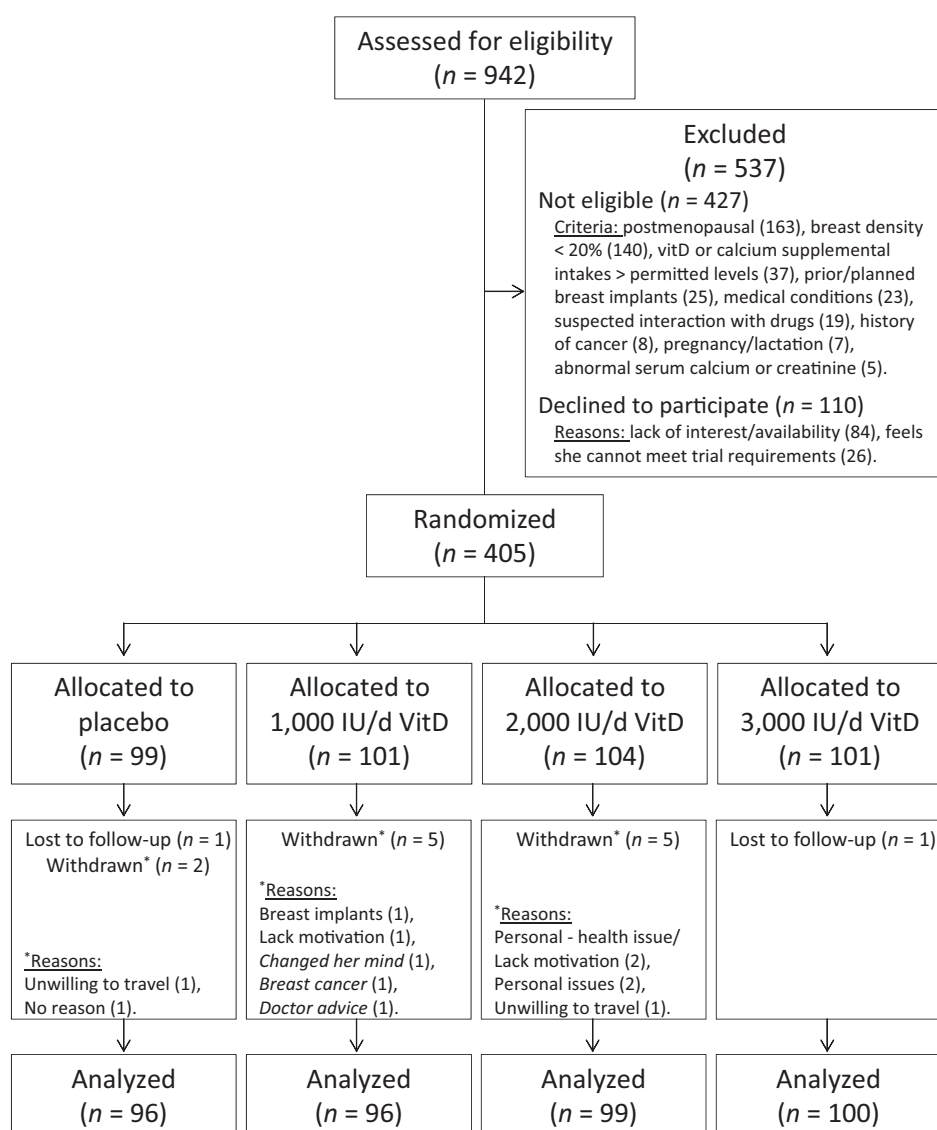 Assessed for eligibility
(n = 942)
Excluded
(n = 537)
Not eligible (n = 427)
Criteria: postmenopausal (163), breast density
< 20% (140), vitD or calcium supplemental
intakes > permitted levels (37), prior/planned
breast implants (25), medical conditions (23),
suspected interaction with drugs (19), history
of cancer (8), pregnancy/lactation (7),
abnormal serum calcium or creatinine (5).
Declined to participate (n = 110)
Reasons: lack of interest/availability (84), feels
she cannot meet trial requirements (26).
Randomized
(n = 405)
Allocated to
placebo
(n = 99)
Allocated to
1,000 IU/d VitD
(n = 101)
Allocated to
2,000 IU/d VitD
(n = 104)
Allocated to
3,000 IU/d VitD
(n = 101)
Lost to follow-up (n = 1)
Withdrawn* (n = 2)
*Reasons:
Unwilling to travel (1),
No reason (1).
Withdrawn* (n = 5)
*Reasons:
Breast implants (1),
Lack motivation (1),
Changed her mind (1),
Breast cancer (1),
Doctor advice (1).
Withdrawn* (n = 5)
*Reasons:
Personal - health issue/
Lack motivation (2),
Personal issues (2),
Unwilling to travel (1).
Lost to follow-up (n = 1)
Analyzed
(n = 96)
Analyzed
(n = 96)
Analyzed
(n = 99)
Analyzed
(n = 100)